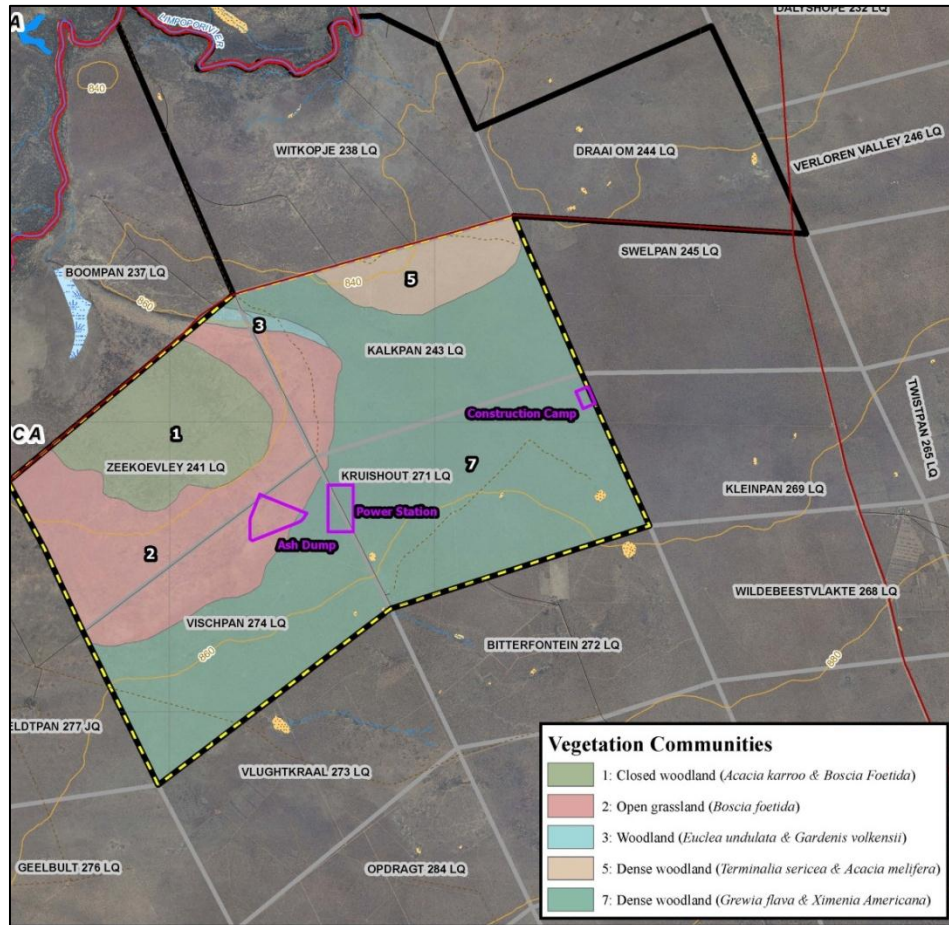 A
LIMPOPORIVIER
DALYSHOPE 232 LQ
840
WITKOPJE 238 LQ
DRAAI OM 244 LQ
VERLOREN VALLEY 246 LQ
SWELPAN 245 LQ
BOOMPAN 237 LQ
860
840
5
3
KALKPAN 243 LQ
TWISTPAN 265 LQ
Construction Camp
C A
1
ZEEKOEVLEY 241 LQ
7
KRUISHOUT 271 LQ
KLEINPAN 269 LQ
Power Station
Ash Dump
2
WILDEBEESTVLAKTE 268 LQ
VISCHPAN 274 LQ
BITTERFONTEIN 272 LQ
860
880
ELDTPAN 277 JQ
VLUGHTKRAAL 273 LQ
GEELBULT 276 LQ
OPDRAGT 284 LQ
Vegetation Communities
1: Closed woodland (Acacia karroo & Boscia Foetida)
2: Open grassland (Boscia foetida)
3: Woodland (Euclea undulata & Gardenis volkensii)
5: Dense woodland (Terminalia sericea & Acacia melifera)
7: Dense woodland (Grewia flava & Ximenia Americana)